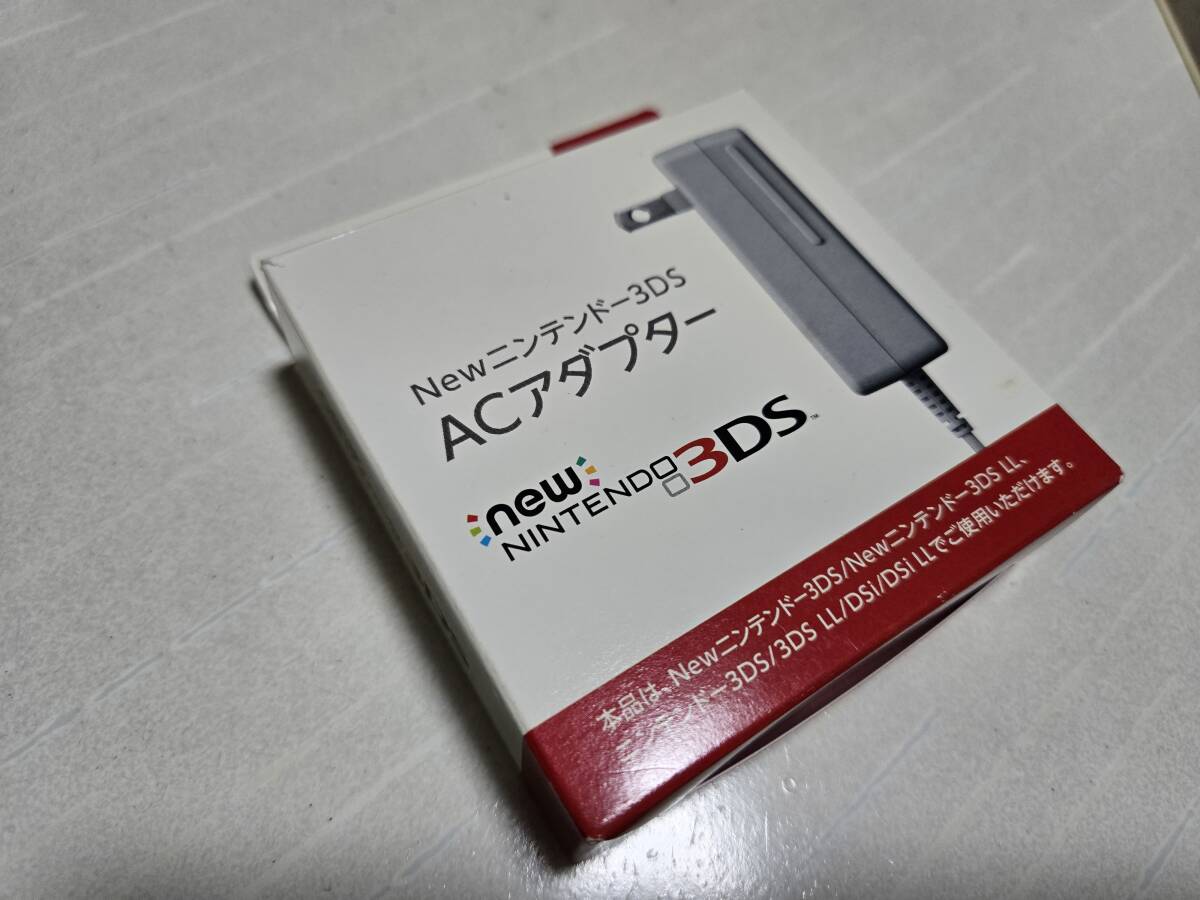 Newニンテンドー3DS
ACアダプター
new
NINTENDO 3DS™
本品は、Newニンテンドー3DS/Newニンテンドー3DS LL、
ニンテンドー3DS/3DS LL/DSi/DSi LLでご使用いただけます。